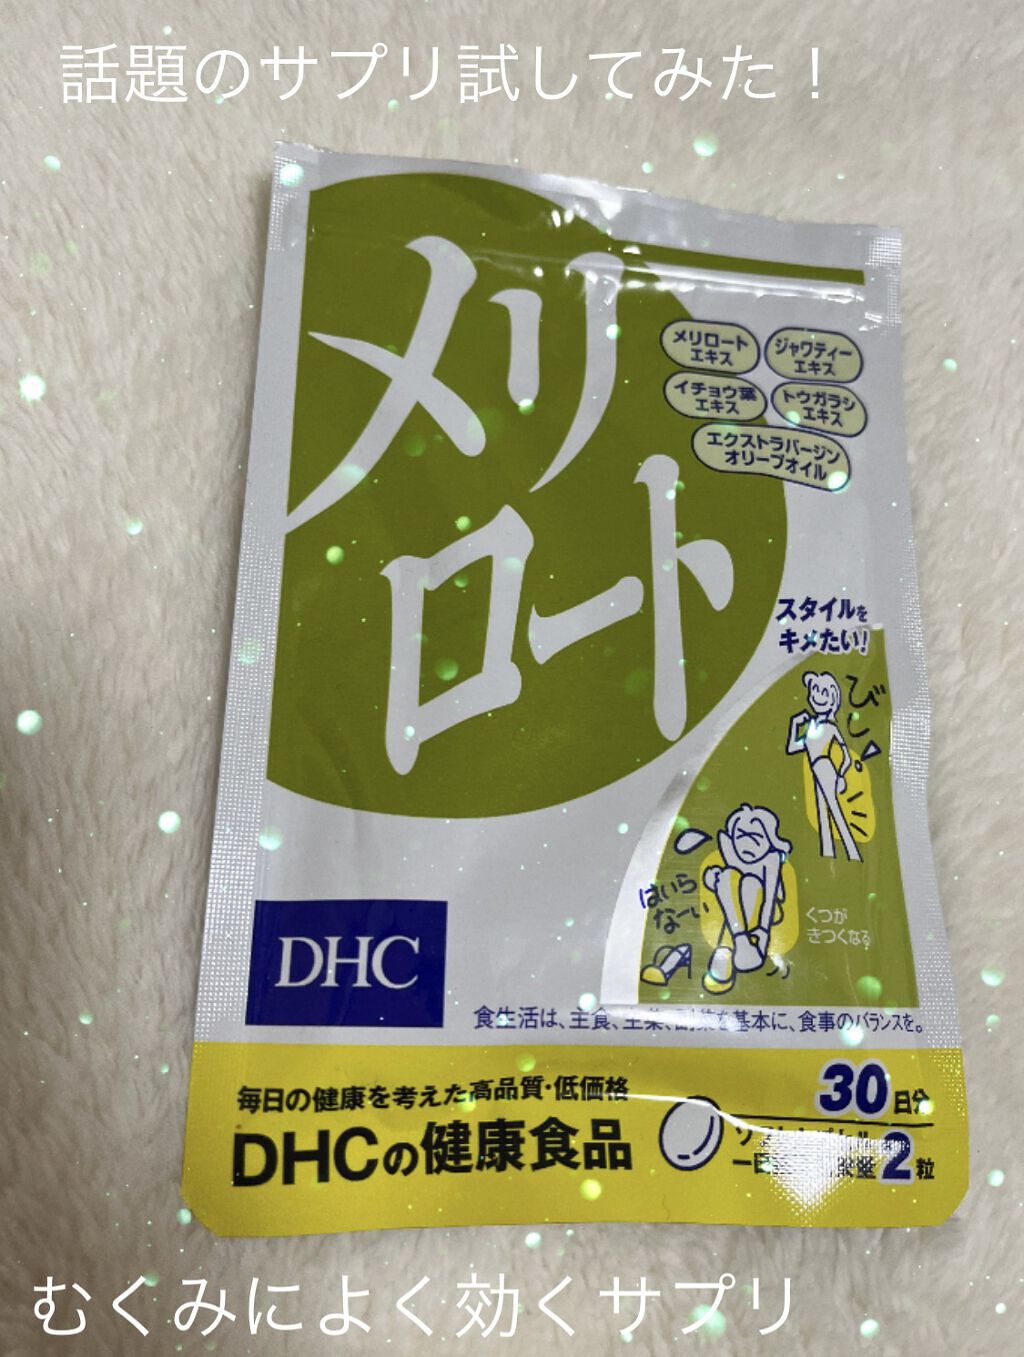 話題のサプリ試してみた！
メリ
ロート
メリロート
エキス
ジャワティー
エキス
イチョウ葉
エキス
トウガラシ
エキス
エクストラバージン
オリーブオイル
スタイルを
キメたい!
びし!
はいら
なーい
くつが
きつくなる
DHC
食生活は、主食、主菜、副菜を基本に、食事のバランスを。
毎日の健康を考えた高品質・低価格
DHCの健康食品
30日分
2粒
むくみによく効くサプリ